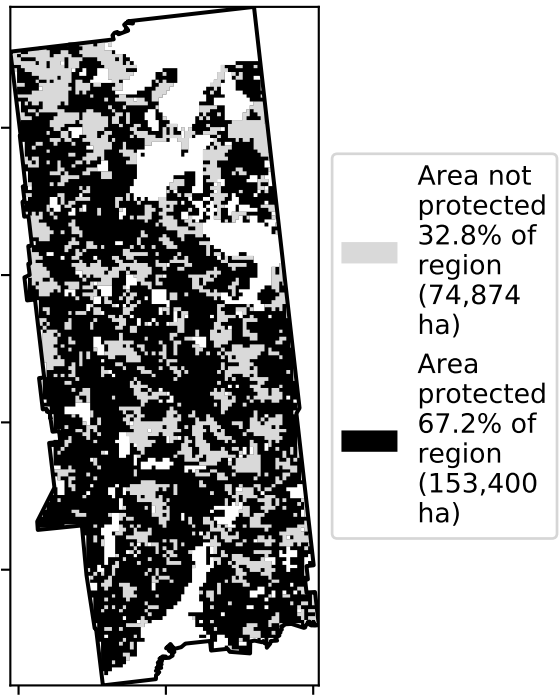 Area not
protected
32.8% of
region
(74,874
ha)
Area
protected
67.2% of
region
(153,400
ha)